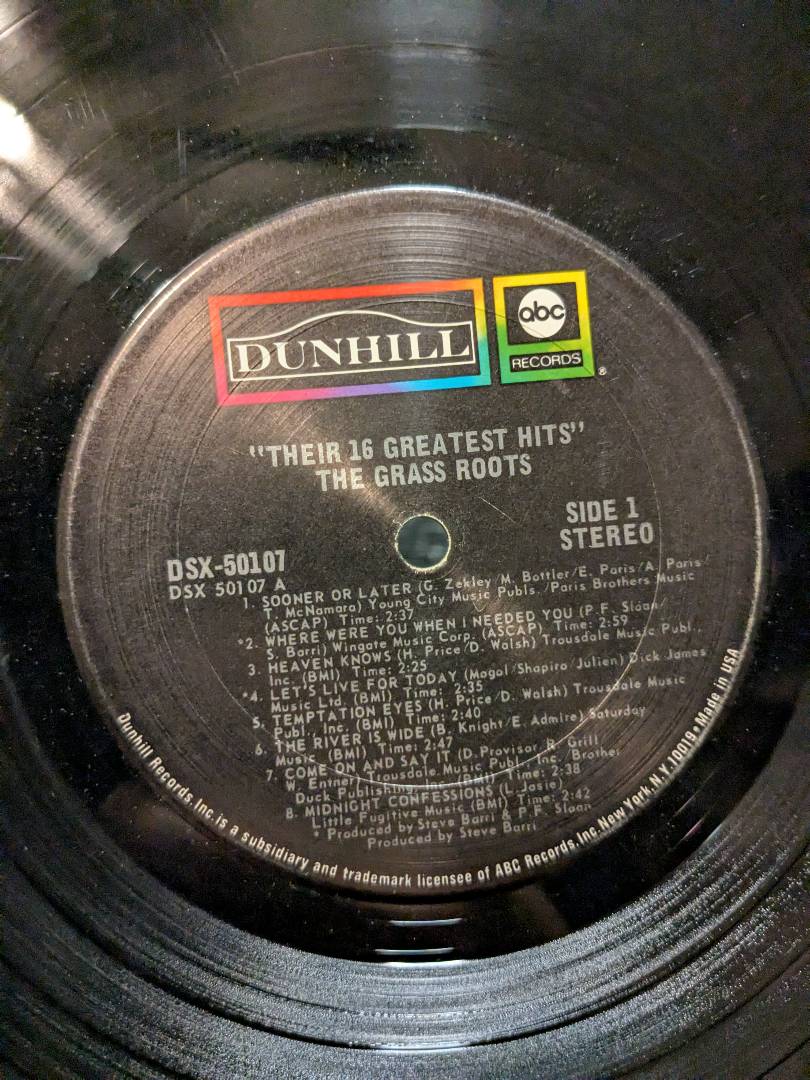 DUNHILL
abc
RECORDS
®
"THEIR 16 GREATEST HITS"
THE GRASS ROOTS
SIDE 1
STEREO
DSX-50107
DSX 50107 A
1. SOONER OR LATER (G. Zekley/M. Bottler/E. Paris/A. Paris/
T. McNamara) Young City Music Publs./Paris Brothers Music
(ASCAP) Time: 2:37
*2. WHERE WERE YOU WHEN I NEEDED YOU (P.F. Sloan/
S. Barri) Wingate Music Corp. (ASCAP) Time: 2:59
3. HEAVEN KNOWS (H. Price/D. Walsh) Trousdale Music Publ.,
Inc. (BMI) Time: 2:25
*4. LET'S LIVE FOR TODAY (Mogol/Shapiro/Julien) Dick James
Music Ltd. (BMI) Time: 2:35
5. TEMPTATION EYES (H. Price/D. Walsh) Trousdale Music
Publ., Inc. (BMI) Time: 2:40
6. THE RIVER IS WIDE (B. Knight/E. Admire) Saturday
Music (BMI) Time: 2:47
7. COME ON AND SAY IT (D. Provisor R. Grill
W. Entner) Trousdale Music Publ., Inc./Brother
Duck Publishing (BMI) Time: 2:38
8. MIDNIGHT CONFESSIONS (L. Josie)
Little Fugitive Music (BMI) Time: 2:42
* Produced by Steve Barri & P.F. Sloan
Produced by Steve Barri
Dunhill Records, Inc. is a subsidiary and trademark licensee of ABC Records, Inc. New York, N.Y. 10019 • Made in USA